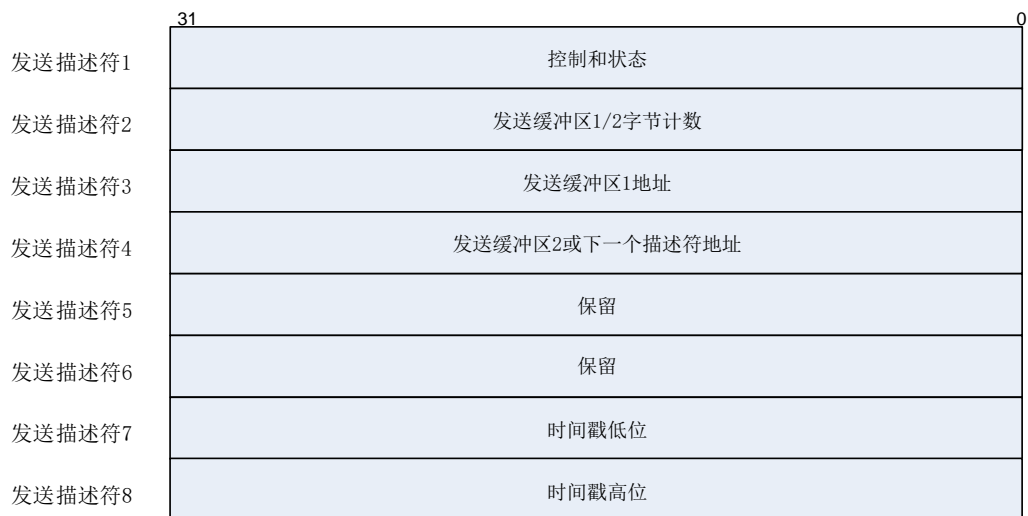 31 0
发送描述符1 控制和状态
发送描述符2 发送缓冲区1/2字节计数
发送描述符3 发送缓冲区1地址
发送描述符4 发送缓冲区2或下一个描述符地址
发送描述符5 保留
发送描述符6 保留
发送描述符7 时间戳低位
发送描述符8 时间戳高位